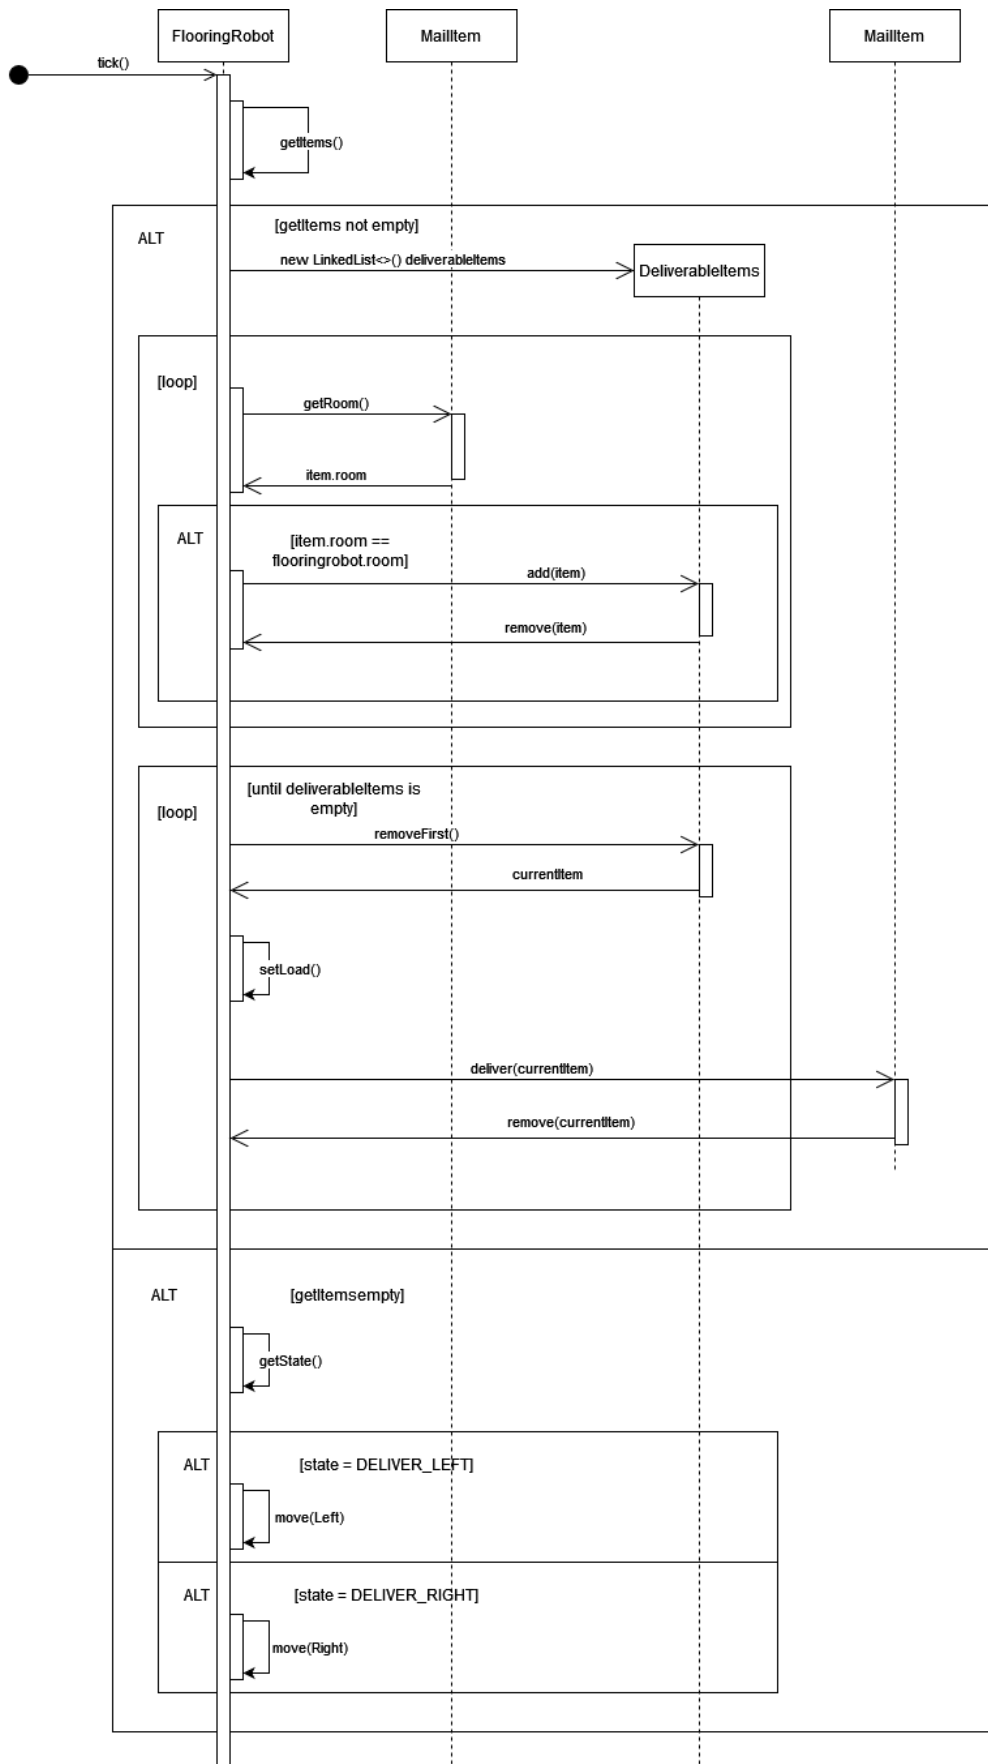 FlooringRobot
MailItem
MailItem
tick()
getItems()
ALT
[getItems not empty]
new LinkedList<>() deliverableItems
DeliverableItems
[loop]
getRoom()
item.room
ALT
[item.room ==
flooringrobot.room]
add(item)
remove(item)
[loop]
[until deliverableItems is
empty]
removeFirst()
currentItem
setLoad()
deliver(currentItem)
remove(currentItem)
ALT
[getItemsempty]
getState()
ALT
[state = DELIVER_LEFT]
move(Left)
ALT
[state = DELIVER_RIGHT]
move(Right)